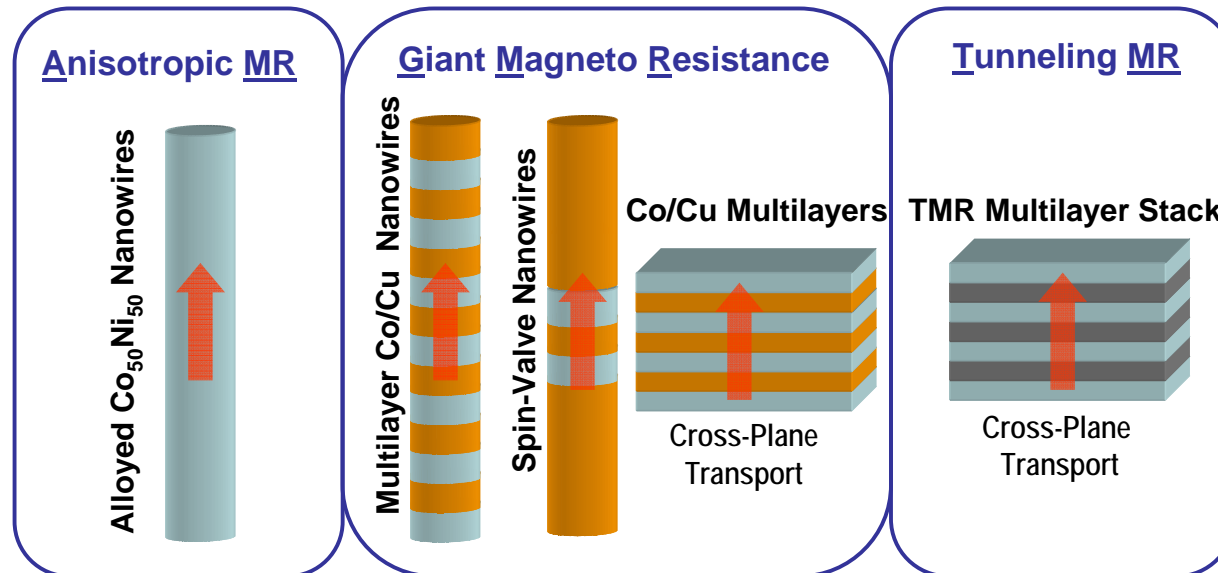 Anisotropic MR
Alloyed Co₅₀Ni₅₀ Nanowires
Giant Magneto Resistance
Multilayer Co/Cu Nanowires
Spin-Valve Nanowires
Co/Cu Multilayers
Cross-Plane
Transport
Tunneling MR
TMR Multilayer Stack
Cross-Plane
Transport